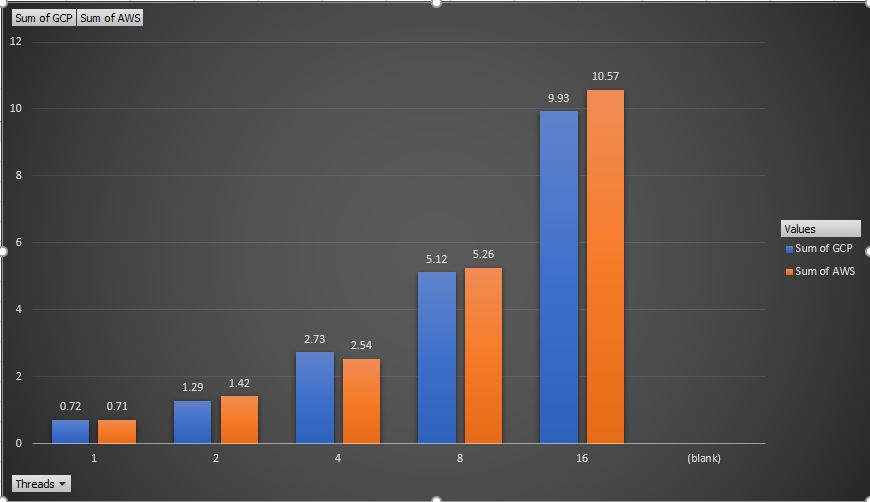 Sum of GCP Sum of AWS
12
10
8
6
4
2
0
0.72 0.71
1.29 1.42
2.73 2.54
5.12 5.26
9.93 10.57
1 2 4 8 16 (blank)
Values
Sum of GCP
Sum of AWS
Threads